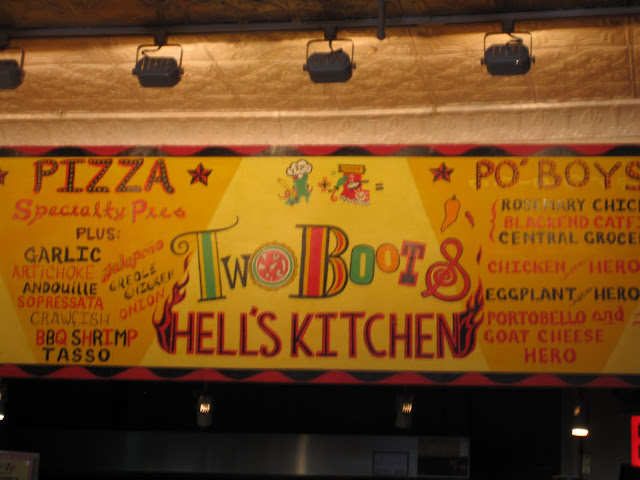 PIZZA
Specialty Pies
PLUS:
GARLIC
ARTICHOKE
ANDOUILLE
SOPRESSATA
CRAWFISH
BBQ SHRIMP
TASSO
Jalapeño
CREOLE
CHICKEN
ONION
TWO BOOTS
HELL'S KITCHEN
PO' BOYS
ROSEMARY CHIC
BLACKEND CATF
CENTRAL GROCE
CHICKEN HERO
EGGPLANT HERO
PORTOBELLO and
GOAT CHEESE
HERO